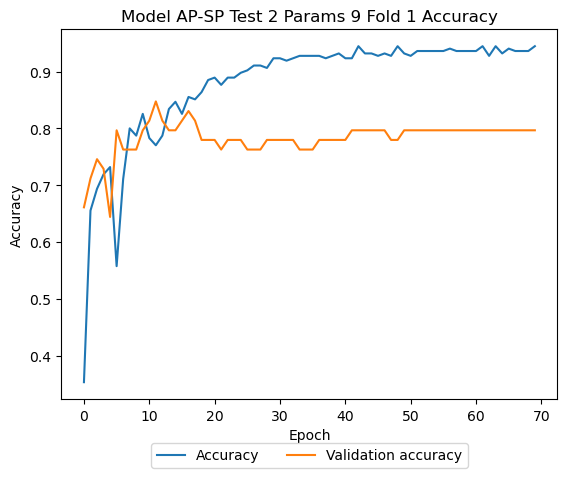 Model AP-SP Test 2 Params 9 Fold 1 Accuracy
Accuracy
0.9
0.8
0.7
0.6
0.5
0.4
0 10 20 30 40 50 60 70
Epoch
Accuracy Validation accuracy